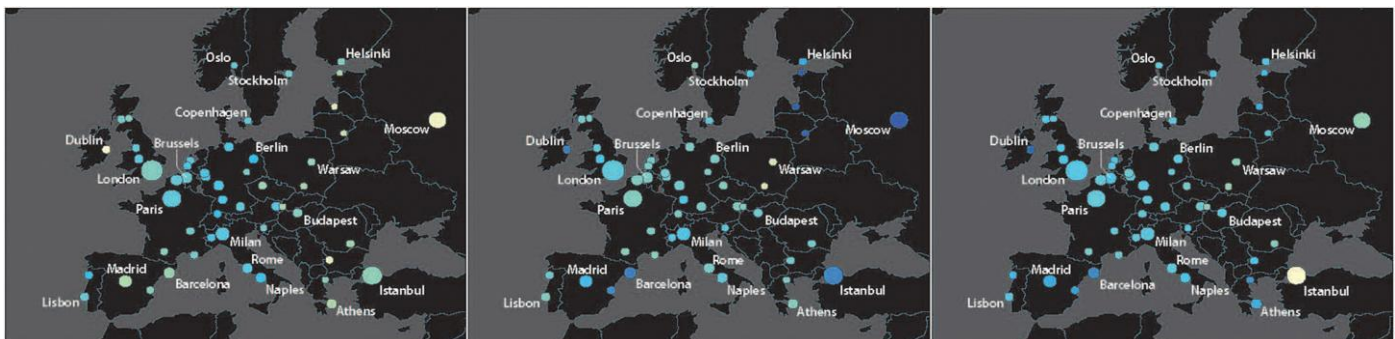 Oslo
Helsinki
Stockholm
Copenhagen
Moscow
Dublin
Brussels
Berlin
London
Warsaw
Paris
Budapest
Milan
Madrid
Rome
Barcelona
Naples
Istanbul
Lisbon
Athens
Oslo
Helsinki
Stockholm
Copenhagen
Moscow
Dublin
Brussels
Berlin
London
Warsaw
Paris
Budapest
Milan
Madrid
Rome
Barcelona
Naples
Istanbul
Lisbon
Athens
Oslo
Helsinki
Stockholm
Copenhagen
Moscow
Dublin
Brussels
Berlin
London
Warsaw
Paris
Budapest
Milan
Madrid
Rome
Barcelona
Naples
Istanbul
Lisbon
Athens